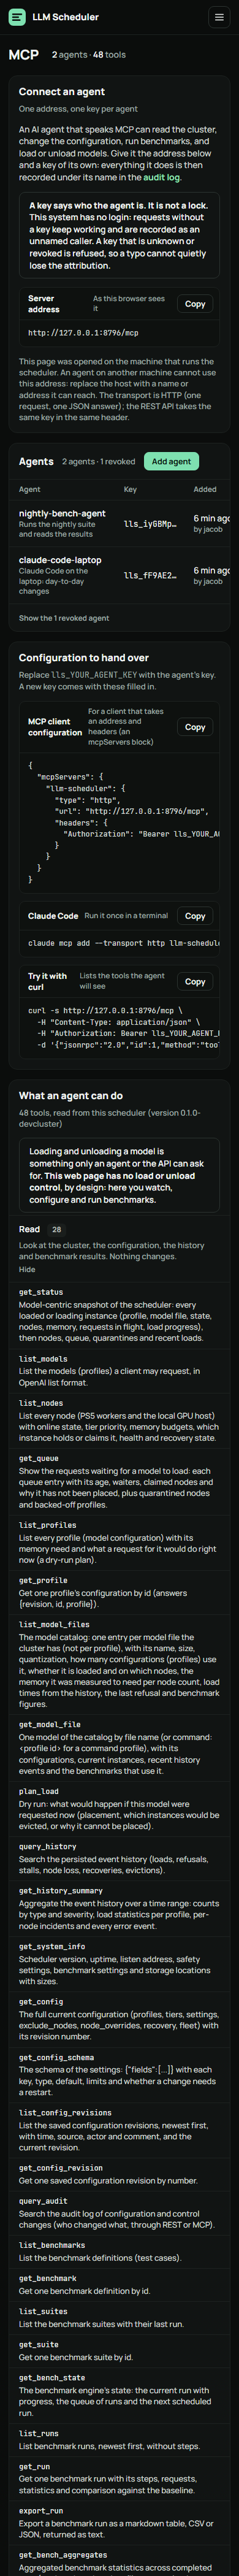 LLM Scheduler
MCP 2 agents · 48 tools
Connect an agent
One address, one key per agent
An AI agent that speaks MCP can read the cluster,
change the configuration, run benchmarks, and
load or unload models. Give it the address below
and a key of its own: everything it does is then
recorded under its name in the audit log.
A key says who the agent is. It is not a lock.
This system has no login: requests without
a key keep working and are recorded as an
unnamed caller. A key that is unknown or
revoked is refused, so a typo cannot quietly
lose the attribution.
Server address
As this browser sees it
Copy
http://127.0.0.1:8796/mcp
This page was opened on the machine that runs the
scheduler. An agent on another machine cannot use
this address: replace the host with a name or
address it can reach. The transport is HTTP (one
request, one JSON answer); the REST API takes the
same key in the same header.
Agents 2 agents · 1 revoked Add agent
Agent Key Added
nightly-bench-agent
Runs the nightly suite
and reads the results
lls_iyGBMp…
6 min ago
by jacob
claude-code-laptop
Claude Code on the
laptop: day-to-day
changes
lls_fF9AE2…
6 min ago
by jacob
Show the 1 revoked agent
Configuration to hand over
Replace lls_YOUR_AGENT_KEY with the agent's key.
A new key comes with these filled in.
MCP client configuration
For a client that takes
an address and
headers (an
mcpServers block)
Copy
{
"mcpServers": {
"llm-scheduler": {
"type": "http",
"url": "http://127.0.0.1:8796/mcp",
"headers": {
"Authorization": "Bearer lls_YOUR_AG
}
}
}
}
Claude Code Run it once in a terminal Copy
claude mcp add --transport http llm-schedule
Try it with curl
Lists the tools the agent
will see
Copy
curl -s http://127.0.0.1:8796/mcp \
-H "Content-Type: application/json" \
-H "Authorization: Bearer lls_YOUR_AGENT_
-d '{"jsonrpc":"2.0","id":1,"method":"too
What an agent can do
48 tools, read from this scheduler (version 0.1.0-
devcluster)
Loading and unloading a model is
something only an agent or the API can ask
for. This web page has no load or unload
control, by design: here you watch,
configure and run benchmarks.
Read 28
Look at the cluster, the configuration, the history
and benchmark results. Nothing changes.
Hide
get_status
Model-centric snapshot of the scheduler: every
loaded or loading instance (profile, model file, state,
nodes, memory, requests in flight, load progress),
then nodes, queue, quarantines and recent loads.
list_models
List the models (profiles) a client may request, in
OpenAI list format.
list_nodes
List every node (PS5 workers and the local GPU host)
with online state, tier priority, memory budgets, which
instance holds or claims it, health and recovery state.
get_queue
Show the requests waiting for a model to load: each
queue entry with its age, waiters, claimed nodes and
why it has not been placed, plus quarantined nodes
and backed-off profiles.
list_profiles
List every profile (model configuration) with its
memory need and what a request for it would do right
now (a dry-run plan).
get_profile
Get one profile's configuration by id (answers
{revision, id, profile}).
list_model_files
The model catalog: one entry per model file the
cluster has (not per profile), with its name, size,
quantization, how many configurations (profiles) use
it, whether it is loaded and on which nodes, the
memory it was measured to need per node count, load
times from the history, the last refusal and benchmark
figures.
get_model_file
One model of the catalog by file name (or command:
<profile id> for a command profile), with its
configurations, current instances, recent history
events and the benchmarks that use it.
plan_load
Dry run: what would happen if this model were
requested now (placement, which instances would be
evicted, or why it cannot be placed).
query_history
Search the persisted event history (loads, refusals,
stalls, node loss, recoveries, evictions).
get_history_summary
Aggregate the event history over a time range: counts
by type and severity, load statistics per profile, per-
node incidents and every error event.
get_system_info
Scheduler version, uptime, listen address, safety
settings, benchmark settings and storage locations
with sizes.
get_config
The full current configuration (profiles, tiers, settings,
exclude_nodes, node_overrides, recovery, fleet) with
its revision number.
get_config_schema
The schema of the settings: {"fields":[...]} with each
key, type, default, limits and whether a change needs
a restart.
list_config_revisions
List the saved configuration revisions, newest first,
with time, source, actor and comment, and the
current revision.
get_config_revision
Get one saved configuration revision by number.
query_audit
Search the audit log of configuration and control
changes (who changed what, through REST or MCP).
list_benchmarks
List the benchmark definitions (test cases).
get_benchmark
Get one benchmark definition by id.
list_suites
List the benchmark suites with their last run.
get_suite
Get one benchmark suite by id.
get_bench_state
The benchmark engine's state: the current run with
progress, the queue of runs and the next scheduled
run.
list_runs
List benchmark runs, newest first, without steps.
get_run
Get one benchmark run with its steps, requests,
statistics and comparison against the baseline.
export_run
Export a benchmark run as a markdown table, CSV or
JSON, returned as text.
get_bench_aggregates
Aggregated benchmark statistics across completed